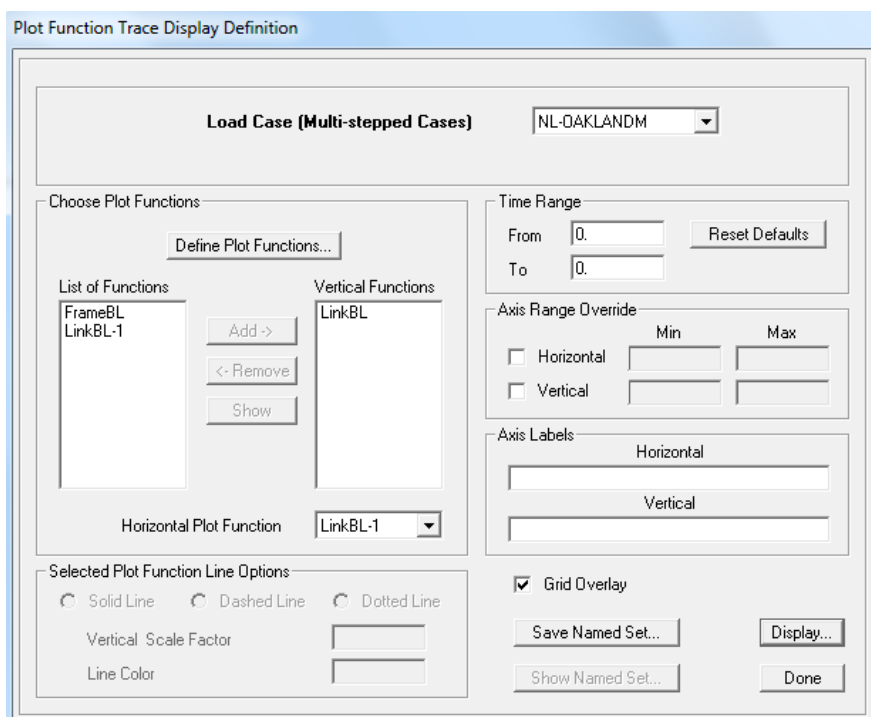 Plot Function Trace Display Definition
Load Case (Multi-stepped Cases)
NL-OAKLANDM
Choose Plot Functions
Define Plot Functions...
List of Functions
Vertical Functions
FrameBL
LinkBL-1
LinkBL
Add ->
<- Remove
Show
Horizontal Plot Function
LinkBL-1
Time Range
From
0.
Reset Defaults
To
0.
Axis Range Override
Min
Max
Horizontal
Vertical
Axis Labels
Horizontal
Vertical
Selected Plot Function Line Options
Solid Line
Dashed Line
Dotted Line
Vertical Scale Factor
Line Color
Grid Overlay
Save Named Set...
Display...
Show Named Set...
Done